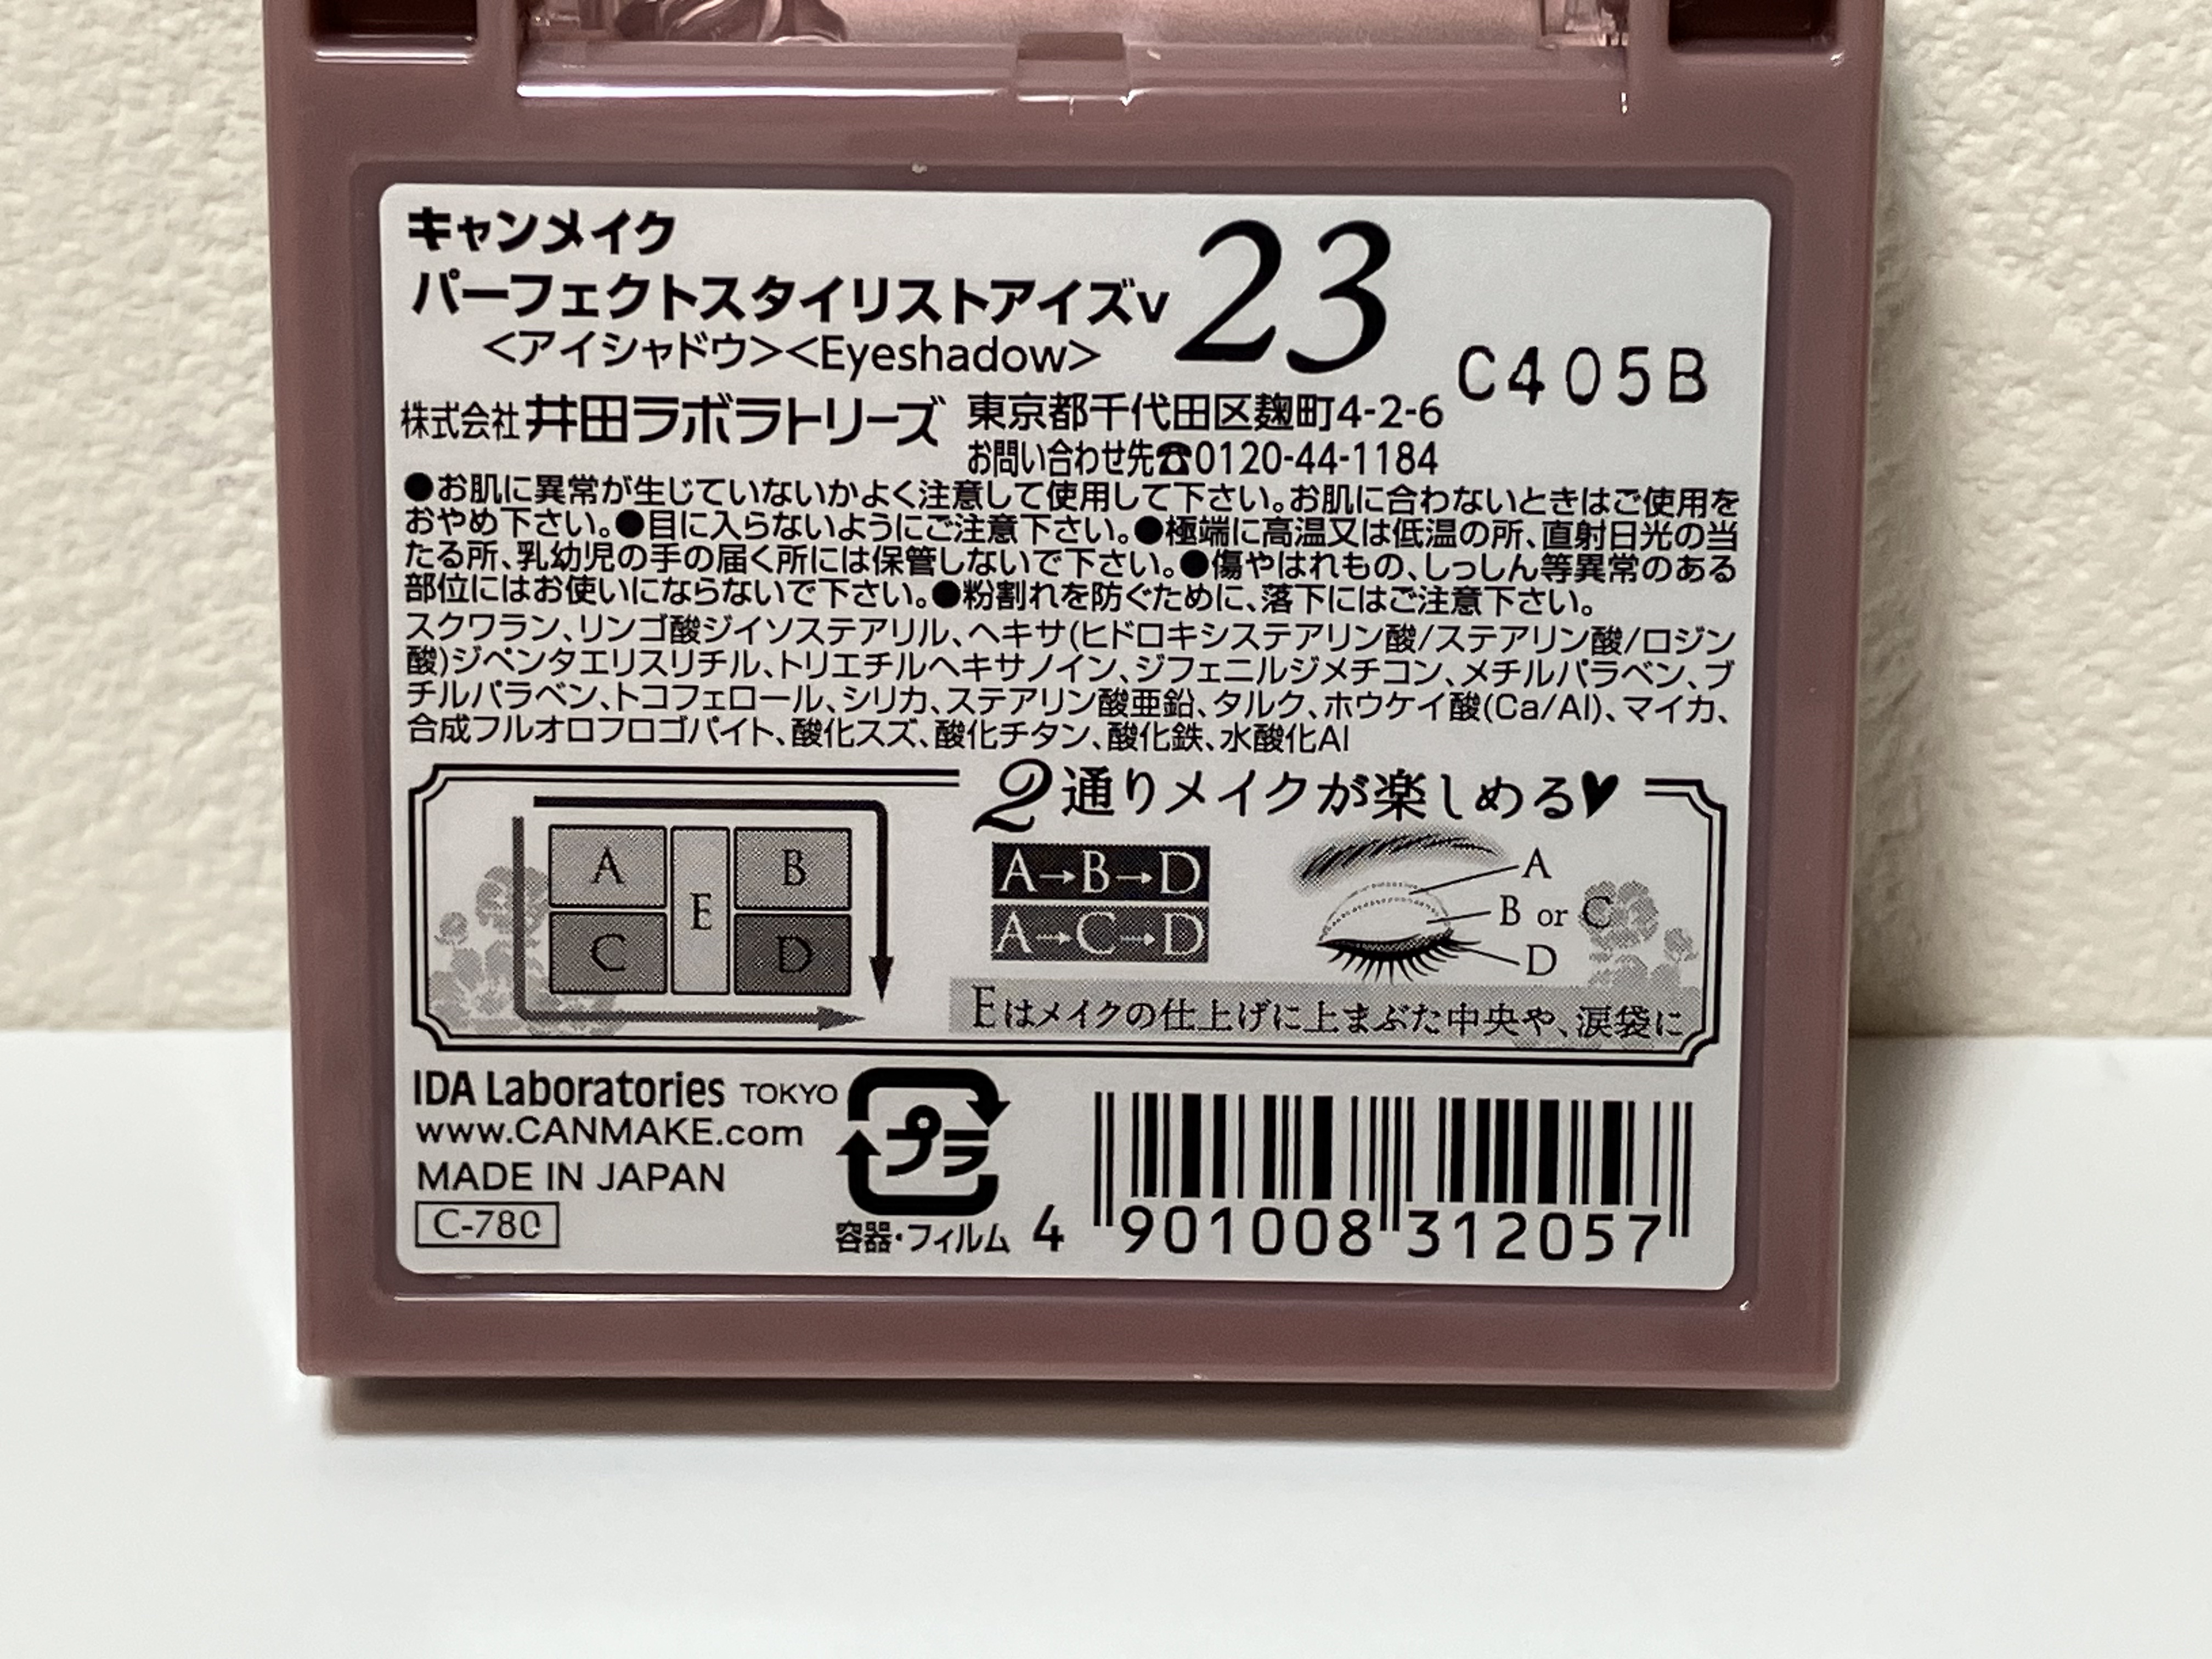 キャンメイク
パーフェクトスタイリストアイズv
23
<アイシャドウ><Eyeshadow>
C405B
株式会社 井田ラボラトリーズ 東京都千代田区麹町4-2-6
お問い合わせ先☎0120-44-1184
●お肌に異常が生じていないかよく注意して使用して下さい。お肌に合わないときはご使用を
おやめ下さい。●目に入らないようにご注意下さい。●極端に高温又は低温の所、直射日光の当
たる所、乳幼児の手の届く所には保管しないで下さい。●傷やはれもの、しっしん等異常のある
部位にはお使いにならないで下さい。●粉割れを防ぐために、落下にはご注意下さい。
スクワラン、リンゴ酸ジイソステアリル、ヘキサ(ヒドロキシステアリン酸/ステアリン酸/ロジン
酸)ジペンタエリスリチル、トリエチルヘキサノイン、ジフェニルジメチコン、メチルパラベン、ブ
チルパラベン、トコフェロール、シリカ、ステアリン酸亜鉛、タルク、ホウケイ酸(Ca/Al)、マイカ、
合成フルオロフロゴパイト、酸化スズ、酸化チタン、酸化鉄、水酸化Al
2通りメイクが楽しめる♥
A E B
C D
A→B→D
A→C→D
A
B or C
D
Eはメイクの仕上げに上まぶた中央や、涙袋に
IDA Laboratories TOKYO
www.CANMAKE.com
MADE IN JAPAN
C-780
プラ
容器・フィルム
4 901008 312057